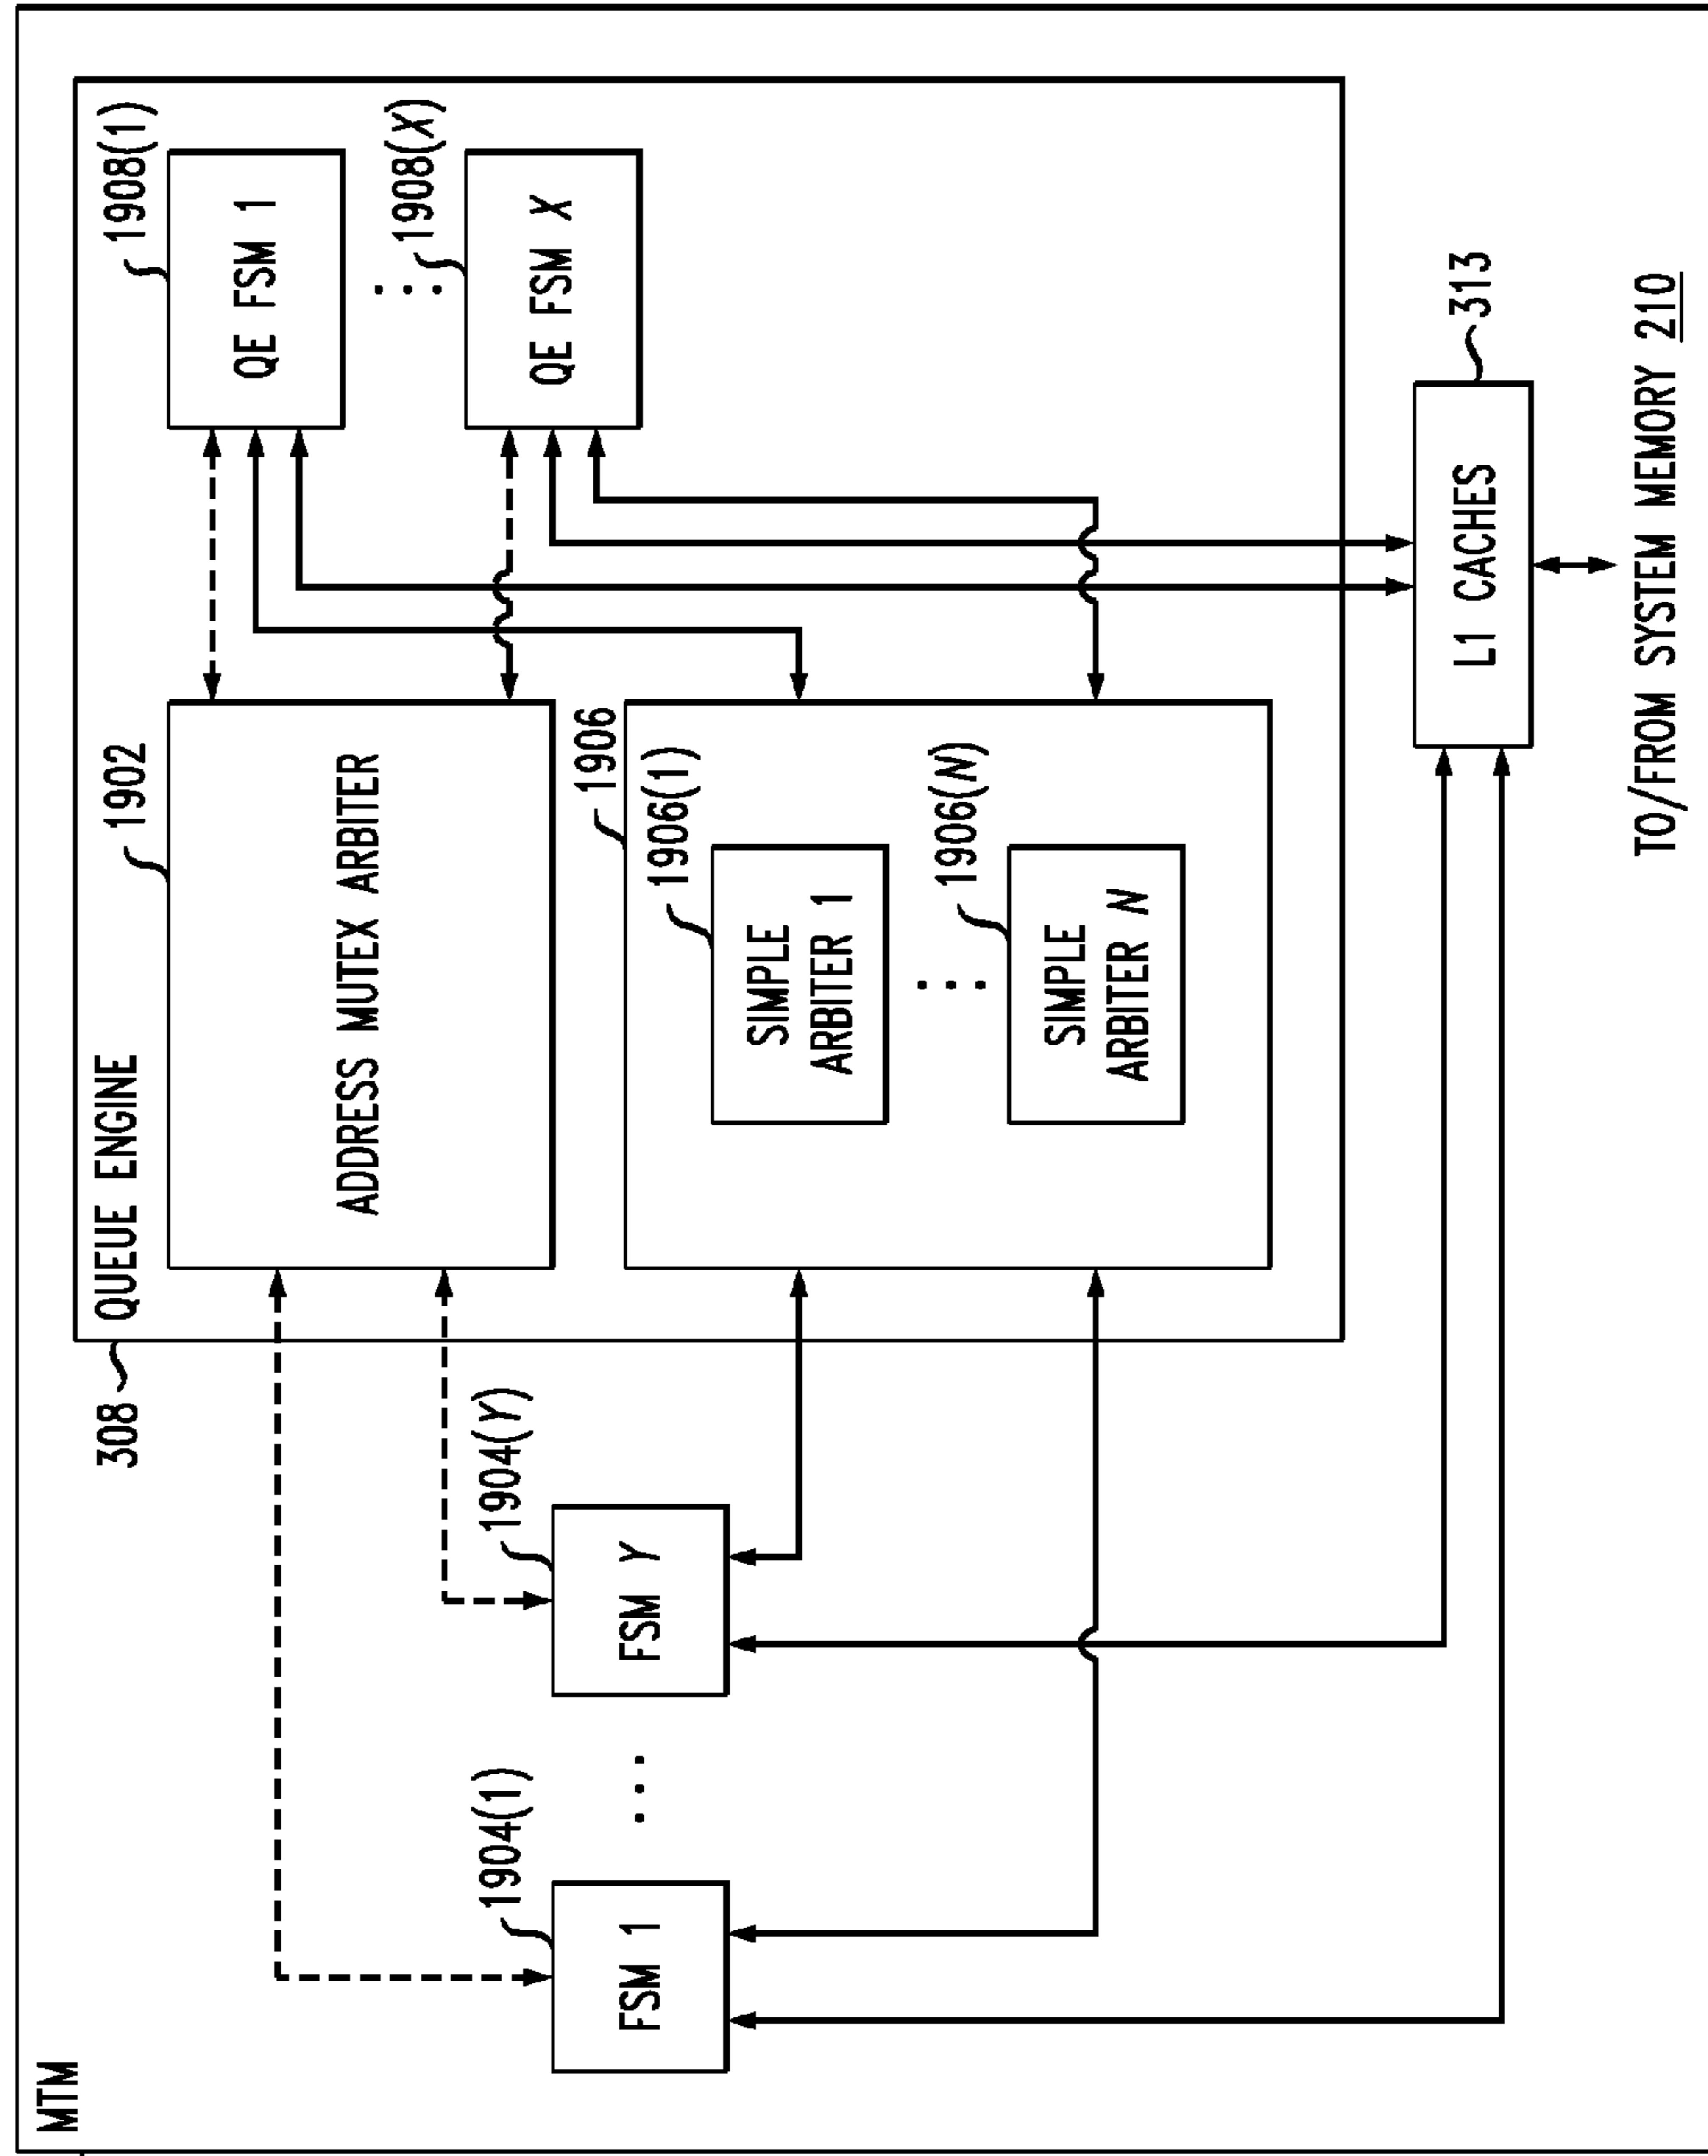 MTM
308
QUEUE ENGINE
1902
ADDRESS MUTEX ARBITER
1908(1)
QE FSM 1
1908(X)
QE FSM X
1904(1)
FSM 1
1904(Y)
FSM Y
1906
1906(1)
SIMPLE
ARBITER 1
1906(N)
SIMPLE
ARBITER N
313
L1 CACHES
TO/FROM SYSTEM MEMORY 210